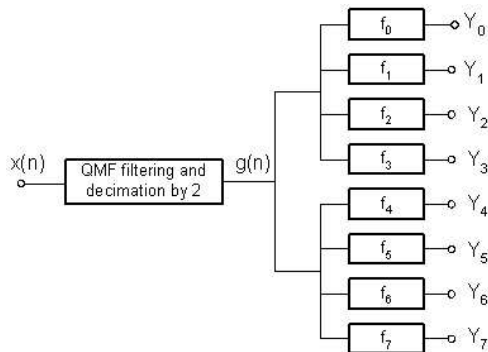 f₀ Y₀
f₁ Y₁
f₂ Y₂
f₃ Y₃
x(n) QMF filtering and decimation by 2 g(n)
f₄ Y₄
f₅ Y₅
f₆ Y₆
f₇ Y₇